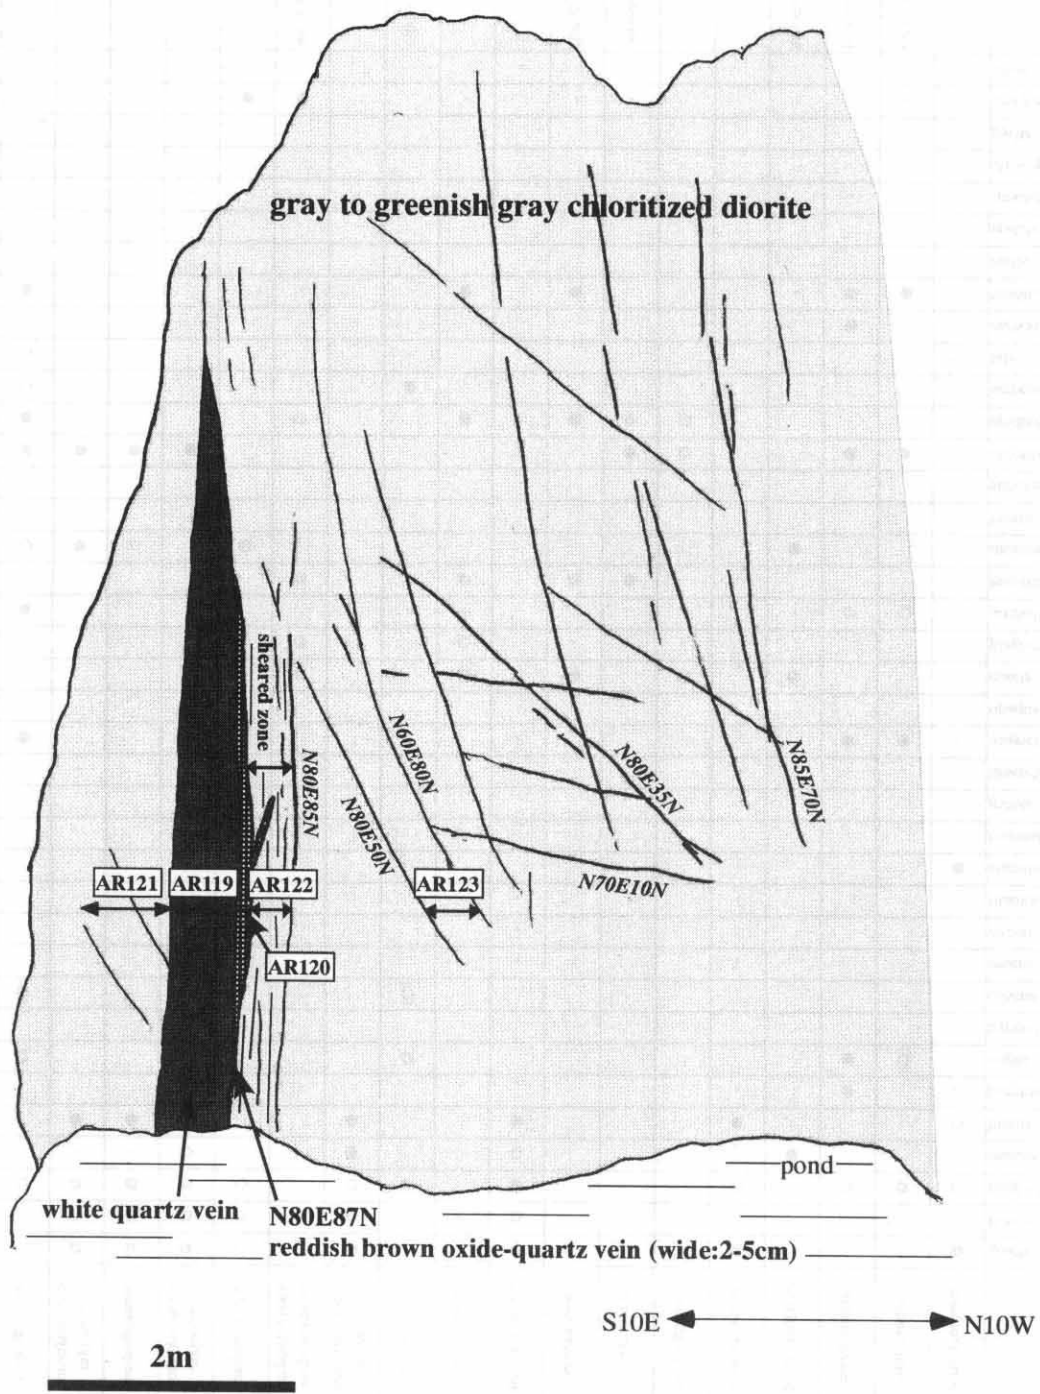 gray to greenish gray chloritized diorite
sheared zone
N80E85N
N60E80N
N80E50N
N80E35N
N85E70N
N70E10N
AR121
AR119
AR122
AR123
AR120
pond
white quartz vein
N80E87N
reddish brown oxide-quartz vein (wide:2-5cm)
S10E
N10W
2m